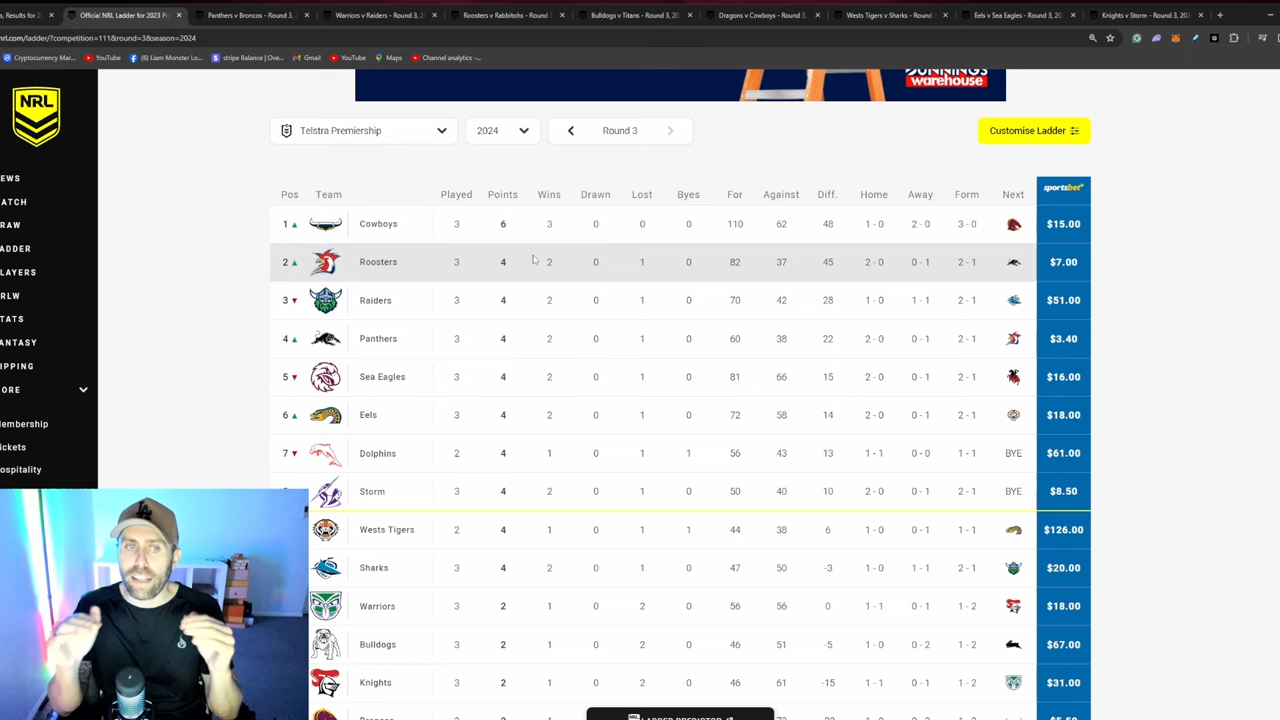 s, Results for 2
Official NRL Ladder for 2023 P
Panthers v Broncos - Round 3,
Warriors v Raiders - Round 3,
Roosters v Rabbitohs - Round
Bulldogs v Titans - Round 3, 20
Dragons v Cowboys - Round 3,
Wests Tigers v Sharks - Round
Eels v Sea Eagles - Round 3, 20
Knights v Storm - Round 3, 202
nrl.com/ladder/?competition=111&round=3&season=2024
Cryptocurrency Mar...
YouTube
(6) Liam Monster Lo...
stripe Balance | Ove...
Gmail
YouTube
Maps
Channel analytics -...
BUNNINGS
warehouse
NRL
Telstra Premiership
2024
Round 3
Customise Ladder
EWS
ATCH
RAW
ADDER
LAYERS
RLW
TATS
ANTASY
IPPING
ORE
embership
ickets
ospitality
Pos Team Played Points Wins Drawn Lost Byes For Against Diff. Home Away Form Next sportsbet
1 Cowboys 3 6 3 0 0 0 110 62 48 1 - 0 2 - 0 3 - 0 $15.00
2 Roosters 3 4 2 0 1 0 82 37 45 2 - 0 0 - 1 2 - 1 $7.00
3 Raiders 3 4 2 0 1 0 70 42 28 1 - 0 1 - 1 2 - 1 $51.00
4 Panthers 3 4 2 0 1 0 60 38 22 2 - 0 0 - 1 2 - 1 $3.40
5 Sea Eagles 3 4 2 0 1 0 81 66 15 2 - 0 0 - 1 2 - 1 $16.00
6 Eels 3 4 2 0 1 0 72 58 14 2 - 0 0 - 1 2 - 1 $18.00
7 Dolphins 2 4 1 0 1 1 56 43 13 1 - 1 0 - 0 1 - 1 BYE $61.00
Storm 3 4 2 0 1 0 50 40 10 2 - 0 0 - 1 2 - 1 BYE $8.50
Wests Tigers 2 4 1 0 1 1 44 38 6 1 - 0 0 - 1 1 - 1 $126.00
Sharks 3 4 2 0 1 0 47 50 -3 1 - 0 1 - 1 2 - 1 $20.00
Warriors 3 2 1 0 2 0 56 56 0 1 - 1 0 - 1 1 - 2 $18.00
Bulldogs 3 2 1 0 2 0 46 51 -5 1 - 0 0 - 2 1 - 2 $67.00
Knights 3 2 1 0 2 0 46 61 -15 1 - 1 0 - 1 1 - 2 $31.00
LADDER PREDICTOR